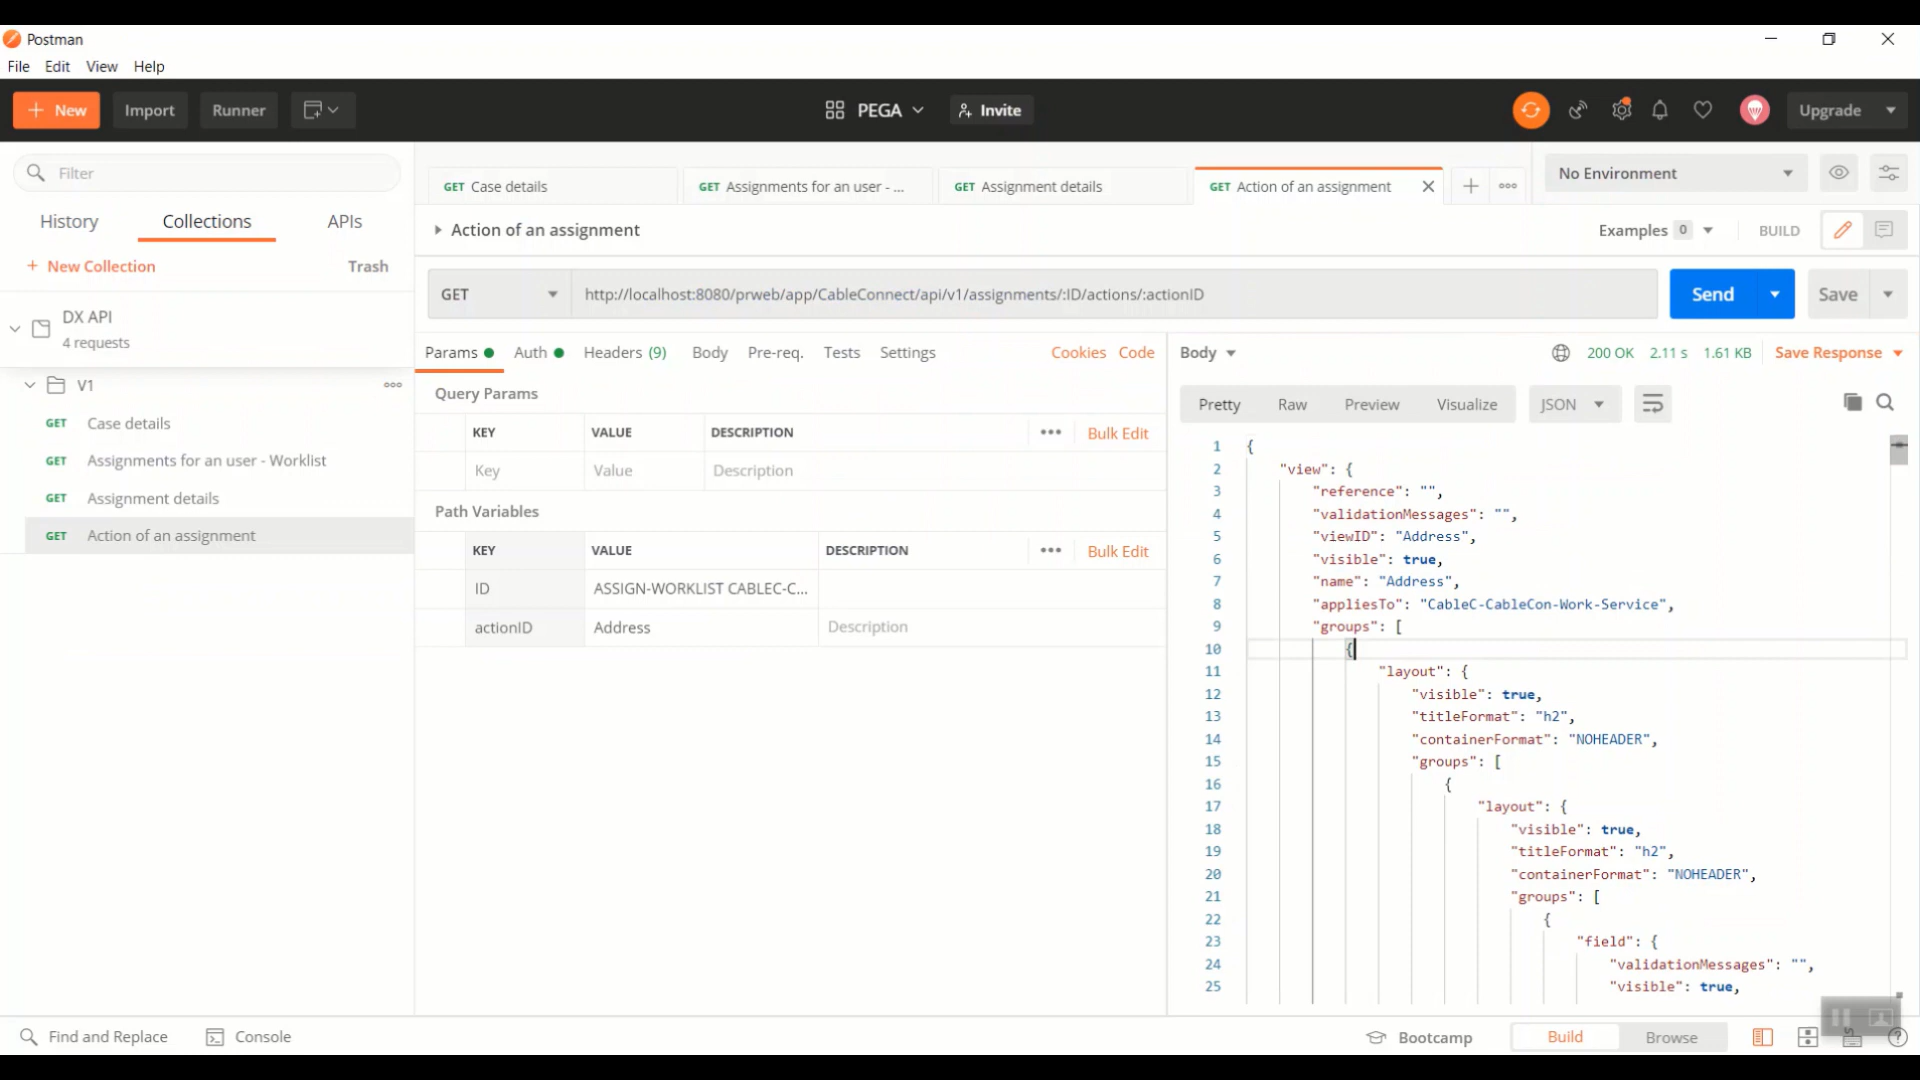 Postman
File Edit View Help
New Import Runner PEGA Invite Upgrade
Filter
History Collections APIs
+ New Collection Trash
DX API
4 requests
V1
GET Case details
GET Assignments for an user - Worklist
GET Assignment details
GET Action of an assignment
GET Case details GET Assignments for an user - ... GET Assignment details GET Action of an assignment
No Environment
Action of an assignment Examples 0 BUILD
GET http://localhost:8080/prweb/app/CableConnect/api/v1/assignments/:ID/actions/:actionID Send Save
Params Auth Headers (9) Body Pre-req. Tests Settings Cookies Code
Query Params
KEY VALUE DESCRIPTION Bulk Edit
Key Value Description
Path Variables
KEY VALUE DESCRIPTION Bulk Edit
ID ASSIGN-WORKLIST CABLEC-C...
actionID Address Description
Body 200 OK 2.11 s 1.61 KB Save Response
Pretty Raw Preview Visualize JSON
1 {
2 "view": {
3 "reference": "",
4 "validationMessages": "",
5 "viewID": "Address",
6 "visible": true,
7 "name": "Address",
8 "appliesTo": "CableC-CableCon-Work-Service",
9 "groups": [
10 {
11 "layout": {
12 "visible": true,
13 "titleFormat": "h2",
14 "containerFormat": "NOHEADER",
15 "groups": [
16 {
17 "layout": {
18 "visible": true,
19 "titleFormat": "h2",
20 "containerFormat": "NOHEADER",
21 "groups": [
22 {
23 "field": {
24 "validationMessages": "",
25 "visible": true,
Find and Replace Console Bootcamp Build Browse